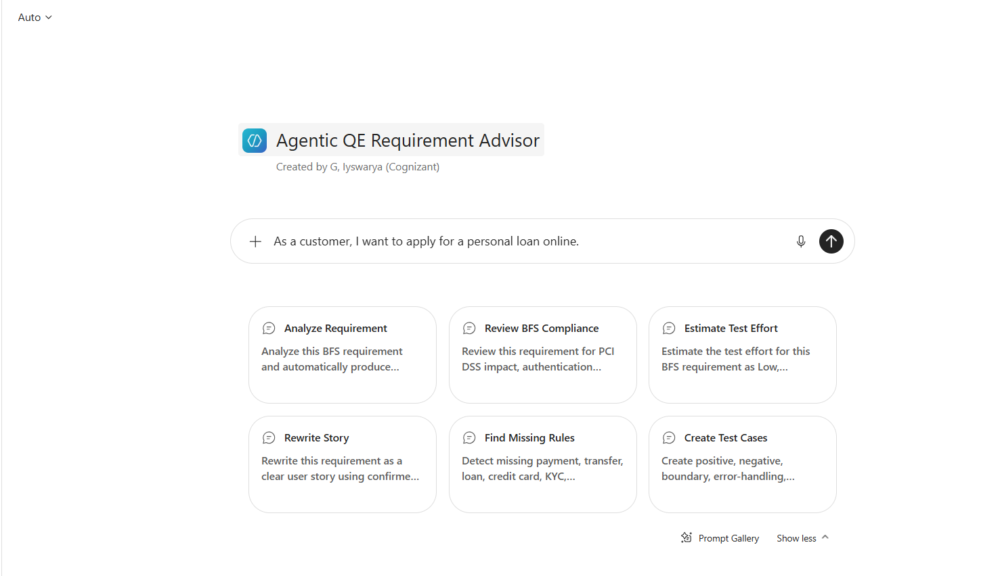 Auto
Agentic QE Requirement Advisor
Created by G, Iyswarya (Cognizant)
As a customer, I want to apply for a personal loan online.
Analyze Requirement
Analyze this BFS requirement
and automatically produce...
Review BFS Compliance
Review this requirement for PCI
DSS impact, authentication...
Estimate Test Effort
Estimate the test effort for this
BFS requirement as Low,...
Rewrite Story
Rewrite this requirement as a
clear user story using confirme...
Find Missing Rules
Detect missing payment, transfer,
loan, credit card, KYC,...
Create Test Cases
Create positive, negative,
boundary, error-handling,...
Prompt Gallery
Show less